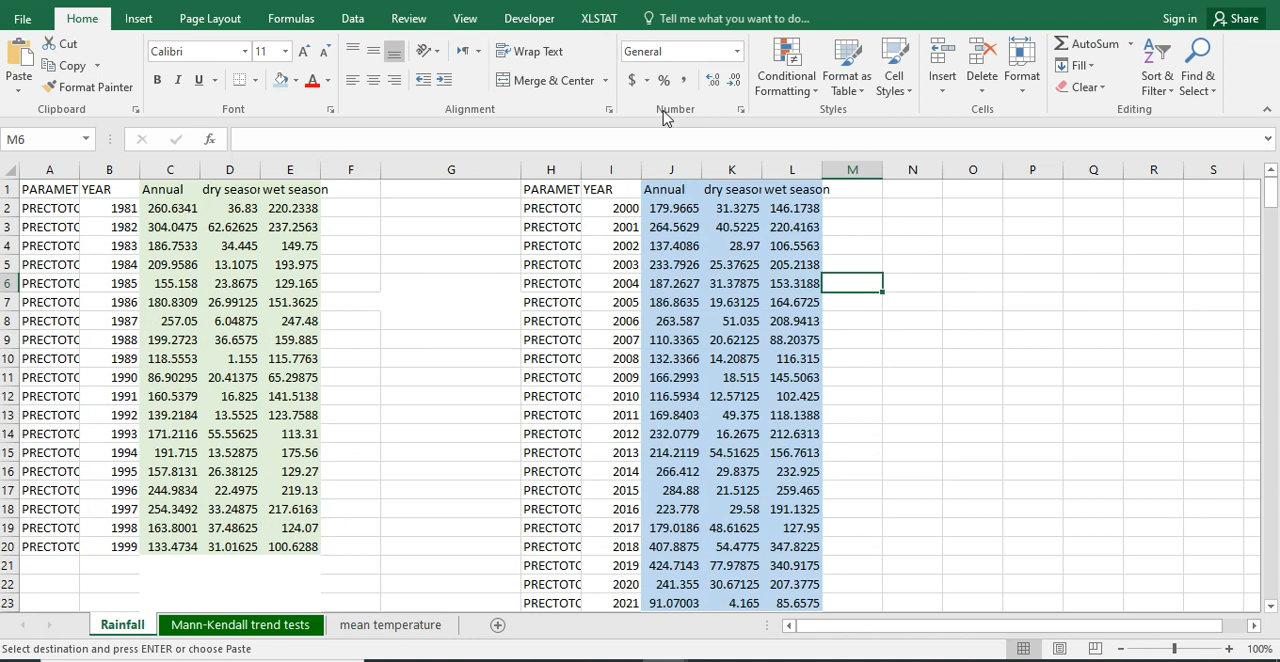 File Home Insert Page Layout Formulas Data Review View Developer XLSTAT Tell me what you want to do... Sign in Share
Paste Cut Copy Format Painter Clipboard
Calibri 11 A A B I U A Font
Wrap Text Merge & Center Alignment
General $ % , Number
Conditional Formatting Format as Table Cell Styles Styles
Insert Delete Format Cells
AutoSum Fill Clear Sort & Filter Find & Select Editing
M6 fx
A B C D E F G H I J K L M N O P Q R S
1 PARAMET YEAR Annual dry seasor wet season PARAMET YEAR Annual dry seasor wet season
2 PRECTOTC 1981 260.6341 36.83 220.2338 PRECTOTC 2000 179.9665 31.3275 146.1738
3 PRECTOTC 1982 304.0475 62.62625 237.2563 PRECTOTC 2001 264.5629 40.5225 220.4163
4 PRECTOTC 1983 186.7533 34.445 149.75 PRECTOTC 2002 137.4086 28.97 106.5563
5 PRECTOTC 1984 209.9586 13.1075 193.975 PRECTOTC 2003 233.7926 25.37625 205.2138
6 PRECTOTC 1985 155.158 23.8675 129.165 PRECTOTC 2004 187.2627 31.37875 153.3188
7 PRECTOTC 1986 180.8309 26.99125 151.3625 PRECTOTC 2005 186.8635 19.63125 164.6725
8 PRECTOTC 1987 257.05 6.04875 247.48 PRECTOTC 2006 263.587 51.035 208.9413
9 PRECTOTC 1988 199.2723 36.6575 159.885 PRECTOTC 2007 110.3365 20.62125 88.20375
10 PRECTOTC 1989 118.5553 1.155 115.7763 PRECTOTC 2008 132.3366 14.20875 116.315
11 PRECTOTC 1990 86.90295 20.41375 65.29875 PRECTOTC 2009 166.2993 18.515 145.5063
12 PRECTOTC 1991 160.5379 16.825 141.5138 PRECTOTC 2010 116.5934 12.57125 102.425
13 PRECTOTC 1992 139.2184 13.5525 123.7588 PRECTOTC 2011 169.8403 49.375 118.1388
14 PRECTOTC 1993 171.2116 55.55625 113.31 PRECTOTC 2012 232.0779 16.2675 212.6313
15 PRECTOTC 1994 191.715 13.52875 175.56 PRECTOTC 2013 214.2119 54.51625 156.7613
16 PRECTOTC 1995 157.8131 26.38125 129.27 PRECTOTC 2014 266.412 29.8375 232.925
17 PRECTOTC 1996 244.9834 22.4975 219.13 PRECTOTC 2015 284.88 21.5125 259.465
18 PRECTOTC 1997 254.3492 33.24875 217.6163 PRECTOTC 2016 223.778 29.58 191.1325
19 PRECTOTC 1998 163.8001 37.48625 124.07 PRECTOTC 2017 179.0186 48.61625 127.95
20 PRECTOTC 1999 133.4734 31.01625 100.6288 PRECTOTC 2018 407.8875 54.4775 347.8225
21 PRECTOTC 2019 424.7143 77.97875 340.9175
22 PRECTOTC 2020 241.355 30.67125 207.3775
23 PRECTOTC 2021 91.07003 4.165 85.6575
Rainfall Mann-Kendall trend tests mean temperature
Select destination and press ENTER or choose Paste 100%